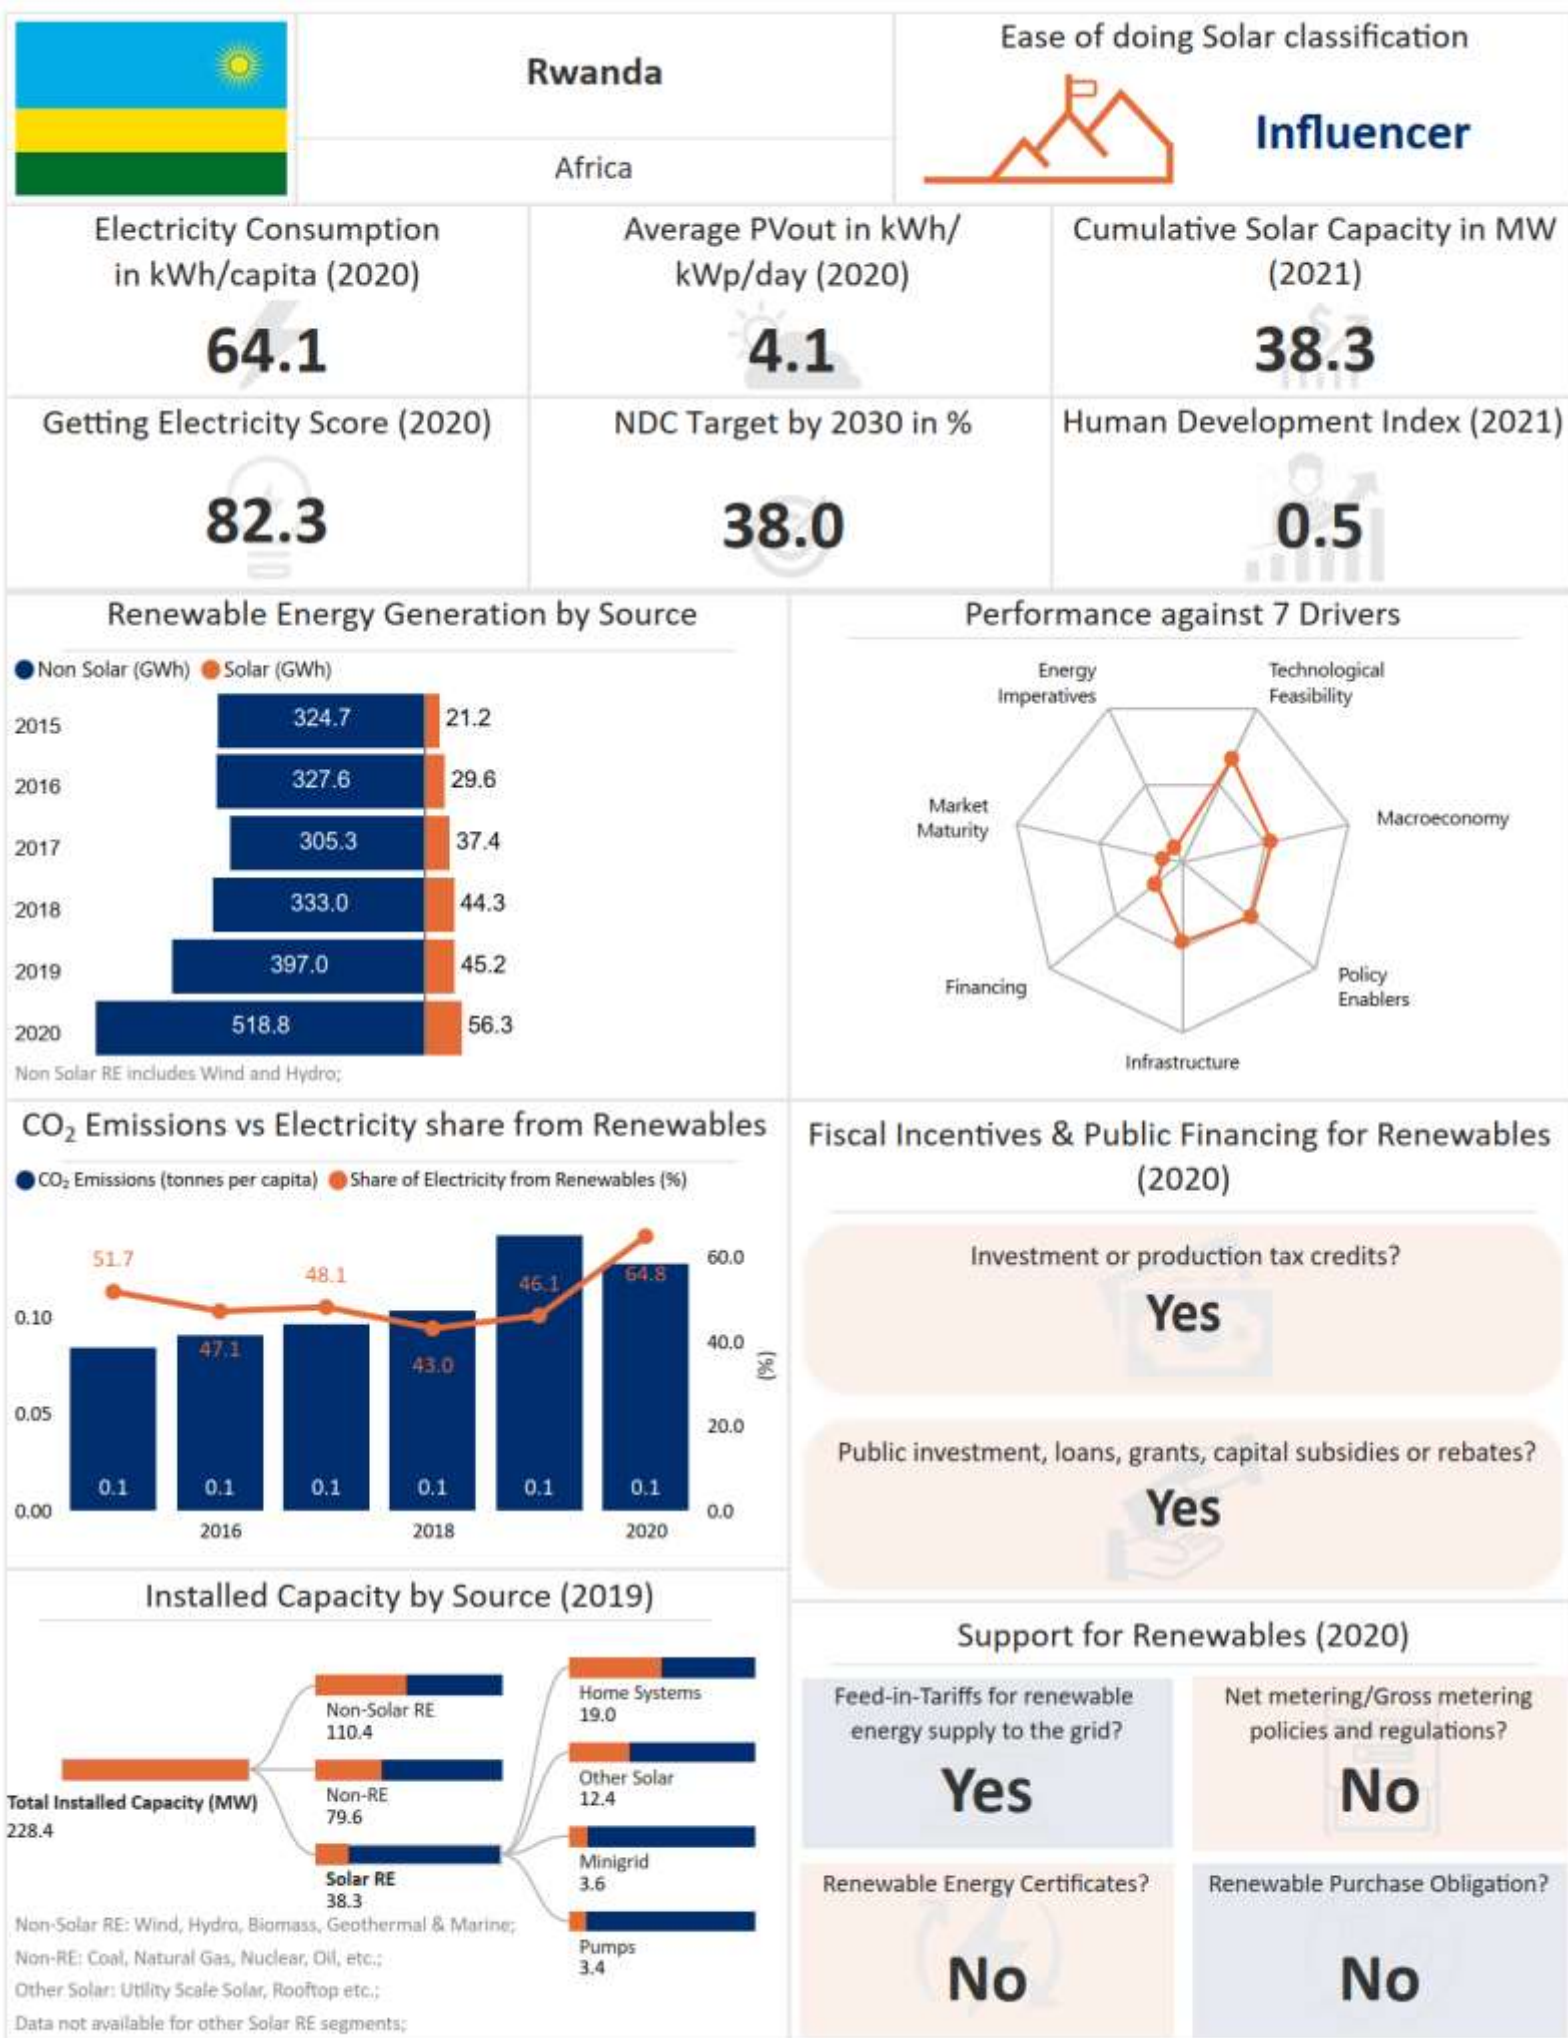 Rwanda
Africa
Ease of doing Solar classification
Influencer
Electricity Consumption
in kWh/capita (2020)
64.1
Average PVout in kWh/
kWp/day (2020)
4.1
Cumulative Solar Capacity in MW
(2021)
38.3
Getting Electricity Score (2020)
82.3
NDC Target by 2030 in %
38.0
Human Development Index (2021)
0.5
Renewable Energy Generation by Source
Non Solar (GWh) Solar (GWh)
2015 324.7 21.2
2016 327.6 29.6
2017 305.3 37.4
2018 333.0 44.3
2019 397.0 45.2
2020 518.8 56.3
Non Solar RE includes Wind and Hydro;
Performance against 7 Drivers
Energy
Imperatives
Technological
Feasibility
Market
Maturity
Macroeconomy
Financing
Policy
Enablers
Infrastructure
CO₂ Emissions vs Electricity share from Renewables
CO₂ Emissions (tonnes per capita) Share of Electricity from Renewables (%)
51.7
47.1
48.1
43.0
46.1
64.8
0.10
0.05
0.00
60.0
40.0
20.0
0.0
(%)
0.1 0.1 0.1 0.1 0.1 0.1
2016 2018 2020
Fiscal Incentives & Public Financing for Renewables
(2020)
Investment or production tax credits?
Yes
Public investment, loans, grants, capital subsidies or rebates?
Yes
Installed Capacity by Source (2019)
Total Installed Capacity (MW)
228.4
Non-Solar RE
110.4
Non-RE
79.6
Solar RE
38.3
Home Systems
19.0
Other Solar
12.4
Minigrid
3.6
Pumps
3.4
Non-Solar RE: Wind, Hydro, Biomass, Geothermal & Marine;
Non-RE: Coal, Natural Gas, Nuclear, Oil, etc.;
Other Solar: Utility Scale Solar, Rooftop etc.;
Data not available for other Solar RE segments;
Support for Renewables (2020)
Feed-in-Tariffs for renewable
energy supply to the grid?
Yes
Net metering/Gross metering
policies and regulations?
No
Renewable Energy Certificates?
No
Renewable Purchase Obligation?
No